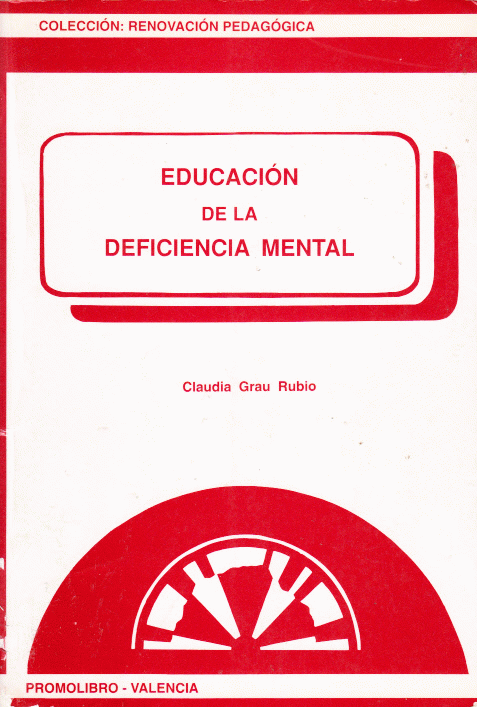 COLECCIÓN: RENOVACIÓN PEDAGÓGICA
EDUCACIÓN
DE LA
DEFICIENCIA MENTAL
Claudia Grau Rubio
PROMOLIBRO - VALENCIA